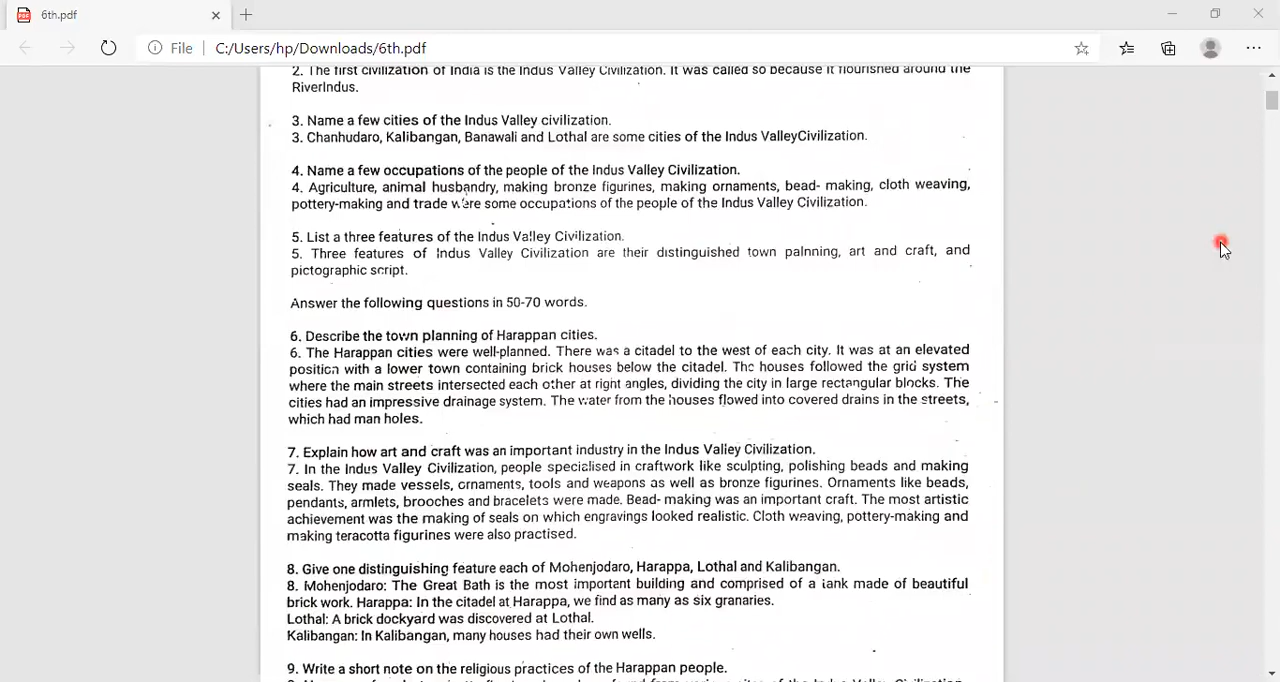 6th.pdf
File
C:/Users/hp/Downloads/6th.pdf
2. The first civilization of India is the Indus Valley Civilization. It was called so because it flourished around the
RiverIndus.
3. Name a few cities of the Indus Valley civilization.
3. Chanhudaro, Kalibangan, Banawali and Lothal are some cities of the Indus ValleyCivilization.
4. Name a few occupations of the people of the Indus Valley Civilization.
4. Agriculture, animal husbandry, making bronze figurines, making ornaments, bead- making, cloth weaving,
pottery-making and trade were some occupations of the people of the Indus Valley Civilization.
5. List a three features of the Indus Valley Civilization.
5. Three features of Indus Valley Civilization are their distinguished town palnning, art and craft, and
pictographic script.
Answer the following questions in 50-70 words.
6. Describe the town planning of Harappan cities.
6. The Harappan cities were well-planned. There was a citadel to the west of each city. It was at an elevated
position with a lower town containing brick houses below the citadel. The houses followed the grid system
where the main streets intersected each other at right angles, dividing the city in large rectangular blocks. The
cities had an impressive drainage system. The water from the houses flowed into covered drains in the streets,
which had man holes.
7. Explain how art and craft was an important industry in the Indus Valley Civilization.
7. In the Indus Valley Civilization, people specialised in craftwork like sculpting, polishing beads and making
seals. They made vessels, ornaments, tools and weapons as well as bronze figurines. Ornaments like beads,
pendants, armlets, brooches and bracelets were made. Bead- making was an important craft. The most artistic
achievement was the making of seals on which engravings looked realistic. Cloth weaving, pottery-making and
making teracotta figurines were also practised.
8. Give one distinguishing feature each of Mohenjodaro, Harappa, Lothal and Kalibangan.
8. Mohenjodaro: The Great Bath is the most important building and comprised of a tank made of beautiful
brick work. Harappa: In the citadel at Harappa, we find as many as six granaries.
Lothal: A brick dockyard was discovered at Lothal.
Kalibangan: In Kalibangan, many houses had their own wells.
9. Write a short note on the religious practices of the Harappan people.